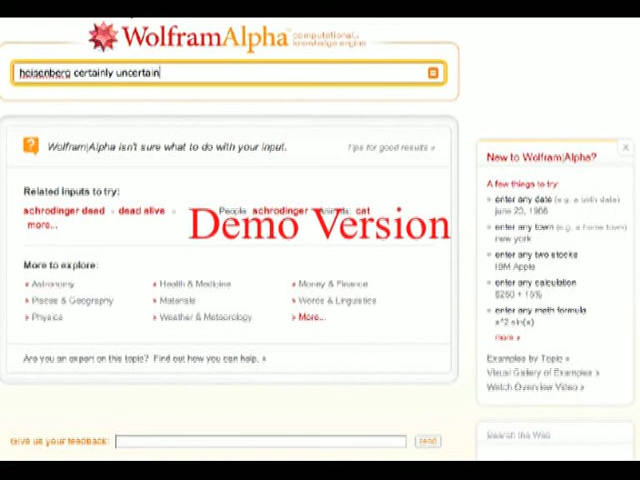 WolframAlpha computational... knowledge engine
heisenberg certainly uncertain
Wolfram|Alpha isn't sure what to do with your input. Tips for good results »
Related inputs to try:
schrodinger dead dead alive People: schrodinger Animals: cat
more...
Demo Version
More to explore:
Astronomy Health & Medicine Money & Finance
Places & Geography Materials Words & Linguistics
Physics Weather & Meteorology More...
Are you an expert on this topic? Find out how you can help. »
Give us your feedback: send
New to Wolfram|Alpha? X
A few things to try:
enter any date (e.g. a birth date)
june 23, 1988
enter any town (e.g. a home town)
new york
enter any two stocks
IBM Apple
enter any calculation
$250 + 15%
enter any math formula
x^2 sin(x)
more »
Examples by Topic »
Visual Gallery of Examples »
Watch Overview Video »
Search the Web